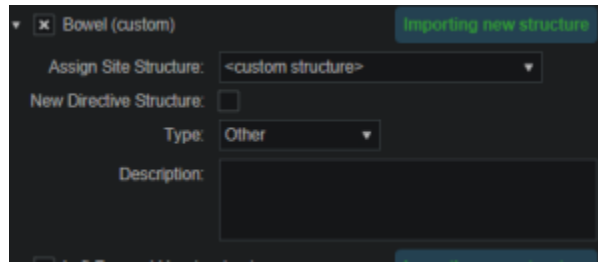 Bowel (custom)
Importing new structure
Assign Site Structure: <custom structure>
New Directive Structure:
Type: Other
Description: